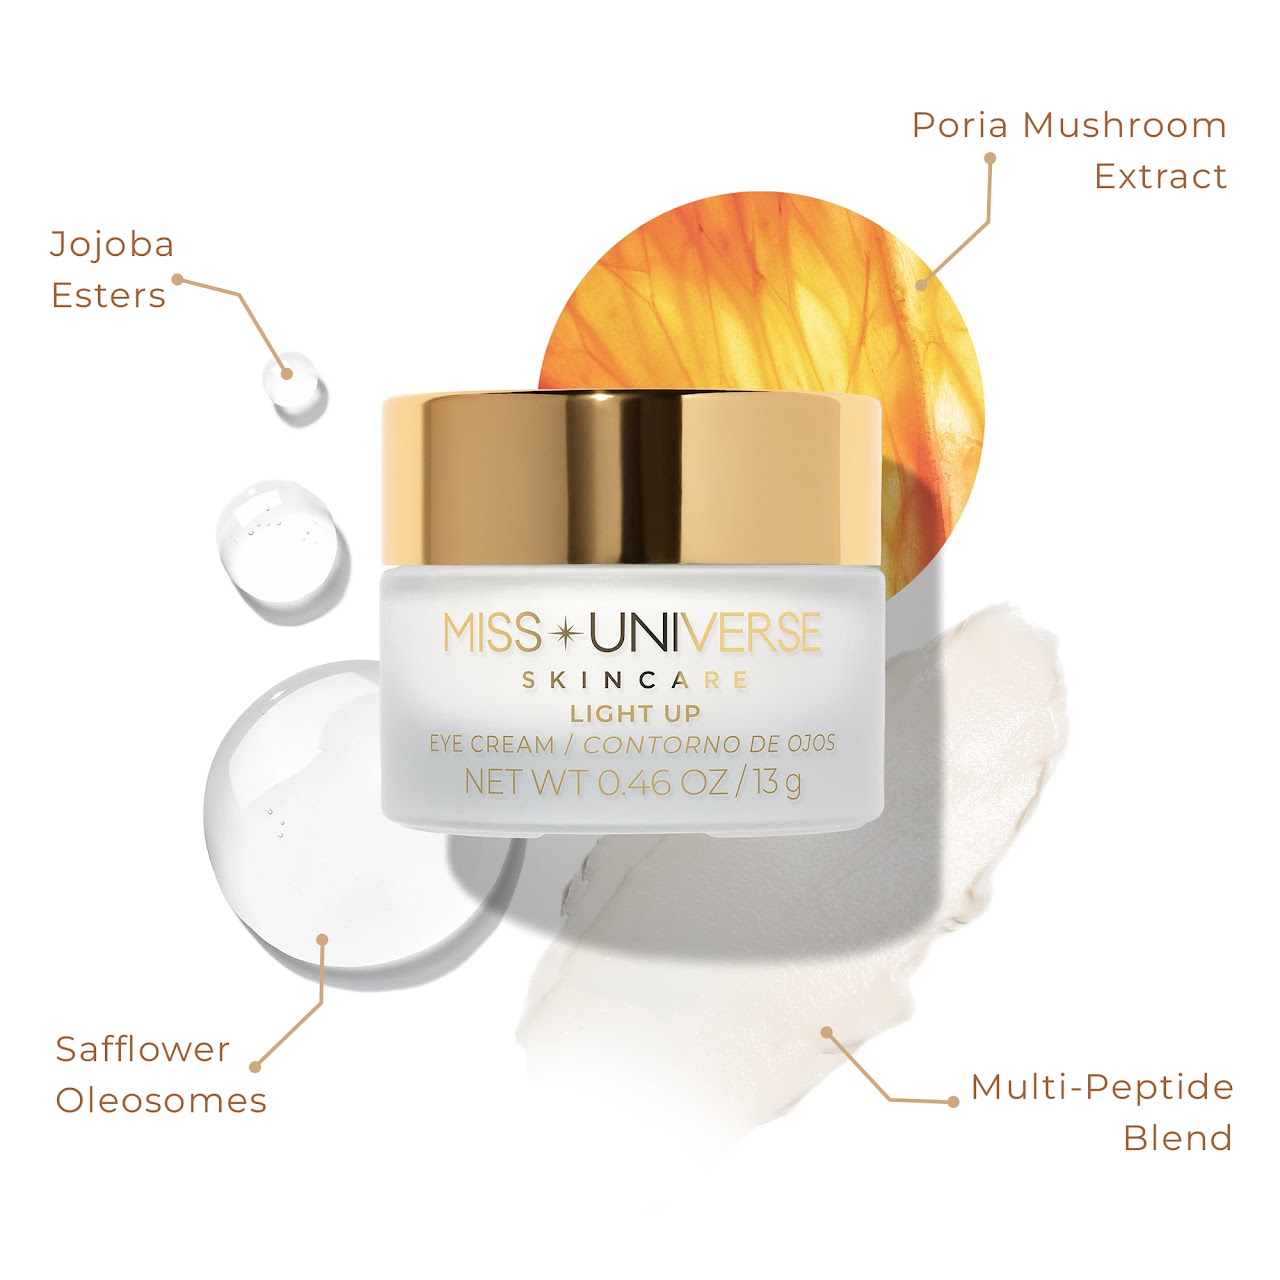 Poria Mushroom
Extract
Jojoba
Esters
MISS UNIVERSE
SKINCARE
LIGHT UP
EYE CREAM / CONTORNO DE OJOS
NET WT 0.46 OZ / 13 g
Safflower
Oleosomes
Multi-Peptide
Blend